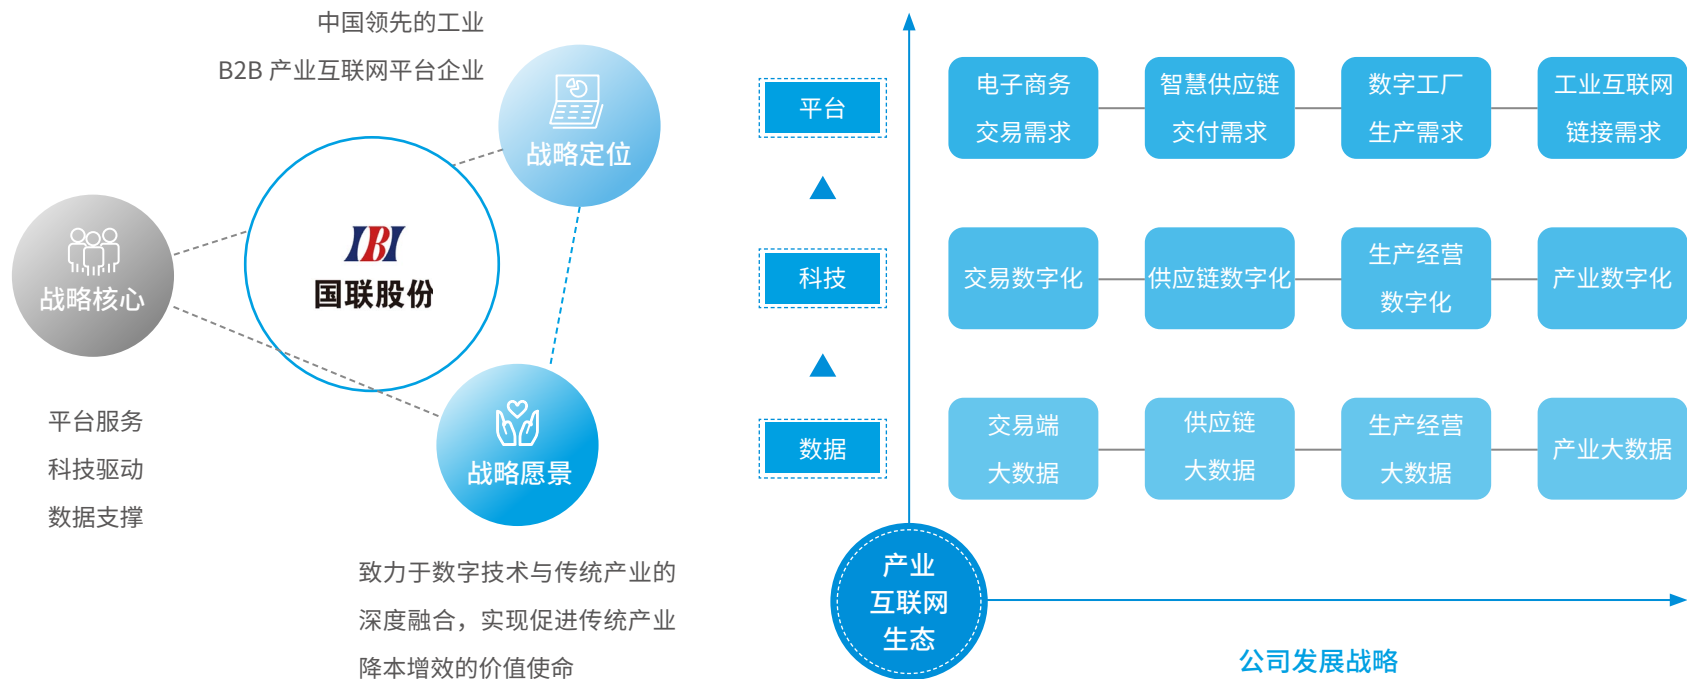 中国领先的工业
B2B 产业互联网平台企业
战略定位
战略核心
IBI
国联股份
平台服务
科技驱动
数据支撑
战略愿景
致力于数字技术与传统产业的
深度融合，实现促进传统产业
降本增效的价值使命
平台
电子商务
交易需求
智慧供应链
交付需求
数字工厂
生产需求
工业互联网
链接需求
科技
交易数字化
供应链数字化
生产经营
数字化
产业数字化
数据
交易端
大数据
供应链
大数据
生产经营
大数据
产业大数据
产业
互联网
生态
公司发展战略